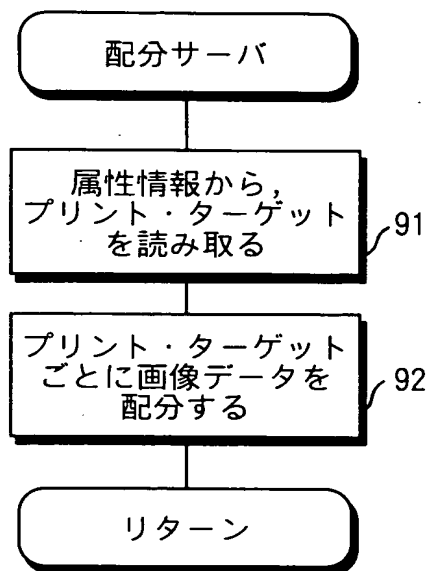 配分サーバ
属性情報から,
プリント・ターゲット
を読み取る
91
プリント・ターゲット
ごとに画像データを
配分する
92
リターン